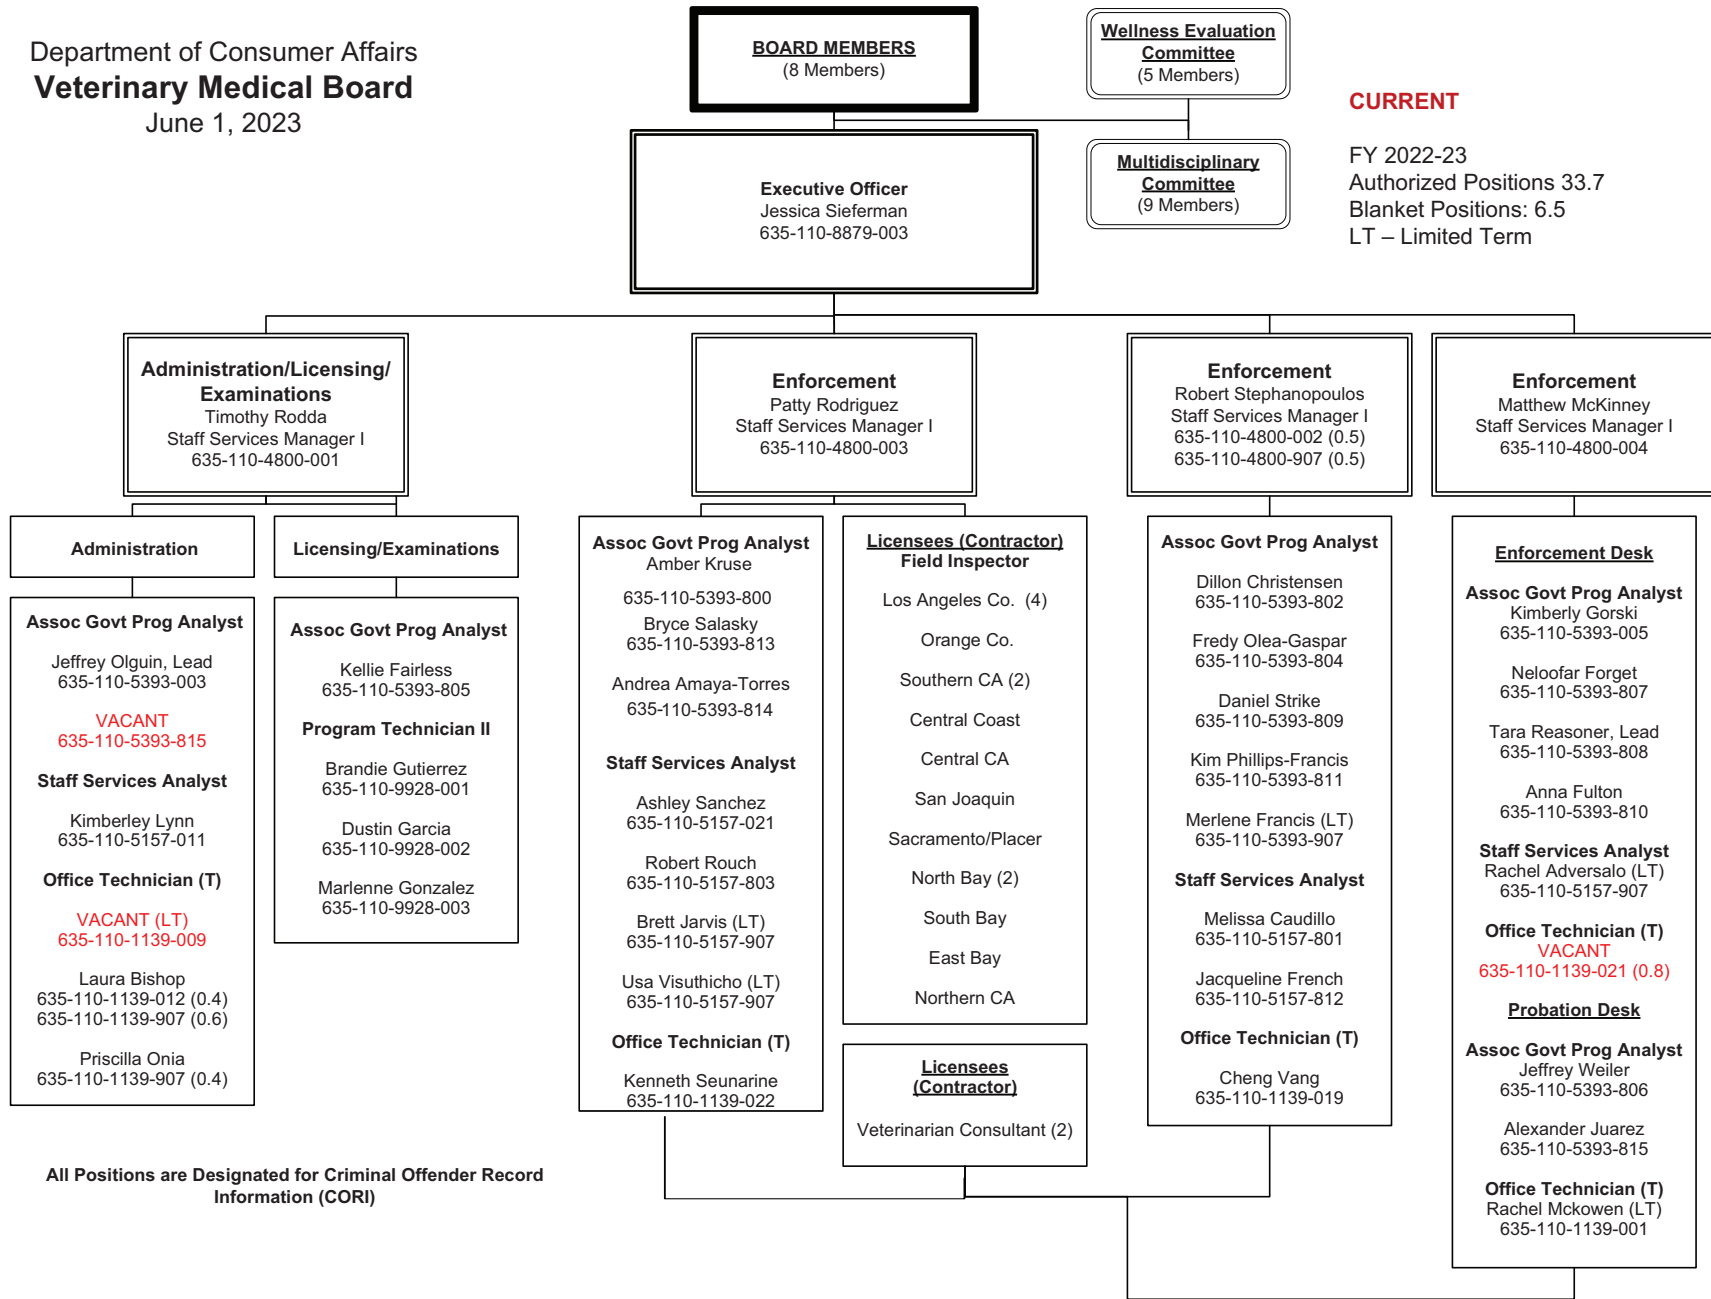 Department of Consumer Affairs
Veterinary Medical Board
June 1, 2023
BOARD MEMBERS
(8 Members)
Wellness Evaluation
Committee
(5 Members)
Multidisciplinary
Committee
(9 Members)
CURRENT
FY 2022-23
Authorized Positions 33.7
Blanket Positions: 6.5
LT – Limited Term
Executive Officer
Jessica Sieferman
635-110-8879-003
Administration/Licensing/
Examinations
Timothy Rodda
Staff Services Manager I
635-110-4800-001
Enforcement
Patty Rodriguez
Staff Services Manager I
635-110-4800-003
Enforcement
Robert Stephanopoulos
Staff Services Manager I
635-110-4800-002 (0.5)
635-110-4800-907 (0.5)
Enforcement
Matthew McKinney
Staff Services Manager I
635-110-4800-004
Administration
Assoc Govt Prog Analyst
Jeffrey Olguin, Lead
635-110-5393-003
VACANT
635-110-5393-815
Staff Services Analyst
Kimberley Lynn
635-110-5157-011
Office Technician (T)
VACANT (LT)
635-110-1139-009
Laura Bishop
635-110-1139-012 (0.4)
635-110-1139-907 (0.6)
Priscilla Onia
635-110-1139-907 (0.4)
Licensing/Examinations
Assoc Govt Prog Analyst
Kellie Fairless
635-110-5393-805
Program Technician II
Brandie Gutierrez
635-110-9928-001
Dustin Garcia
635-110-9928-002
Marlenne Gonzalez
635-110-9928-003
Assoc Govt Prog Analyst
Amber Kruse
635-110-5393-800
Bryce Salasky
635-110-5393-813
Andrea Amaya-Torres
635-110-5393-814
Staff Services Analyst
Ashley Sanchez
635-110-5157-021
Robert Rouch
635-110-5157-803
Brett Jarvis (LT)
635-110-5157-907
Usa Visuthicho (LT)
635-110-5157-907
Office Technician (T)
Kenneth Seunarine
635-110-1139-022
Licensees (Contractor)
Field Inspector
Los Angeles Co. (4)
Orange Co.
Southern CA (2)
Central Coast
Central CA
San Joaquin
Sacramento/Placer
North Bay (2)
South Bay
East Bay
Northern CA
Licensees
(Contractor)
Veterinarian Consultant (2)
Assoc Govt Prog Analyst
Dillon Christensen
635-110-5393-802
Fredy Olea-Gaspar
635-110-5393-804
Daniel Strike
635-110-5393-809
Kim Phillips-Francis
635-110-5393-811
Merlene Francis (LT)
635-110-5393-907
Staff Services Analyst
Melissa Caudillo
635-110-5157-801
Jacqueline French
635-110-5157-812
Office Technician (T)
Cheng Vang
635-110-1139-019
Enforcement Desk
Assoc Govt Prog Analyst
Kimberly Gorski
635-110-5393-005
Neloofar Forget
635-110-5393-807
Tara Reasoner, Lead
635-110-5393-808
Anna Fulton
635-110-5393-810
Staff Services Analyst
Rachel Adversalo (LT)
635-110-5157-907
Office Technician (T)
VACANT
635-110-1139-021 (0.8)
Probation Desk
Assoc Govt Prog Analyst
Jeffrey Weiler
635-110-5393-806
Alexander Juarez
635-110-5393-815
Office Technician (T)
Rachel Mckowen (LT)
635-110-1139-001
All Positions are Designated for Criminal Offender Record
Information (CORI)